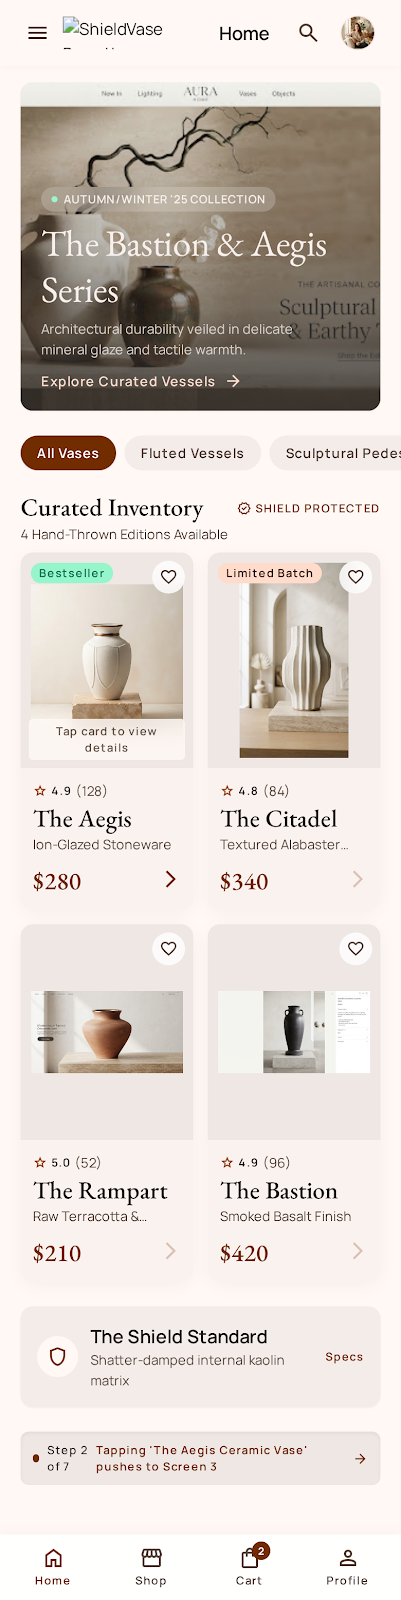 ShieldVase
Home
New In
Lighting
AURA
HOME
Vases
Objects
AUTUMN/WINTER '25 COLLECTION
The Bastion & Aegis
Series
THE ARTISANAL CO
Sculptural
& Earthy T
Architectural durability veiled in delicate
mineral glaze and tactile warmth.
Explore Curated Vessels
All Vases
Fluted Vessels
Sculptural Pedes
Curated Inventory
SHIELD PROTECTED
4 Hand-Thrown Editions Available
Bestseller
Tap card to view
details
4.9 (128)
The Aegis
Ion-Glazed Stoneware
$280
Limited Batch
4.8 (84)
The Citadel
Textured Alabaster...
$340
5.0 (52)
The Rampart
Raw Terracotta &...
$210
4.9 (96)
The Bastion
Smoked Basalt Finish
$420
The Shield Standard
Shatter-damped internal kaolin
matrix
Specs
Step 2
of 7
Tapping 'The Aegis Ceramic Vase'
pushes to Screen 3
2
Home
Shop
Cart
Profile